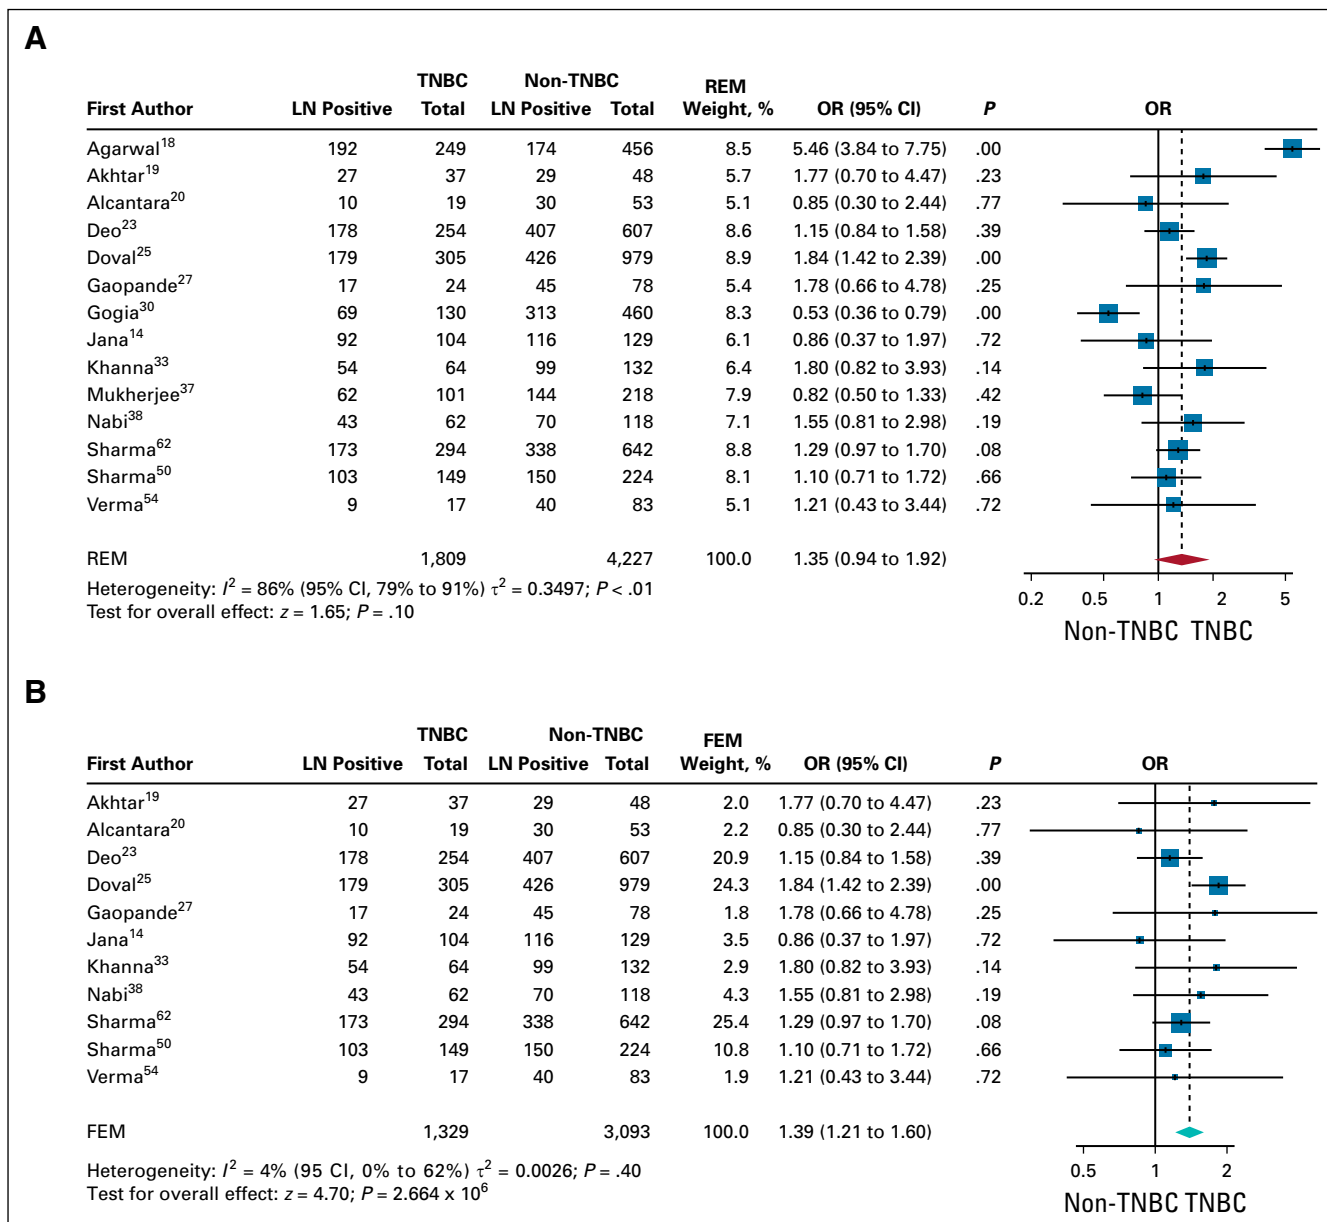 A
TNBC Non-TNBC REM
First Author LN Positive Total LN Positive Total Weight, % OR (95% CI) P OR
Agarwal18 192 249 174 456 8.5 5.46 (3.84 to 7.75) .00
Akhtar19 27 37 29 48 5.7 1.77 (0.70 to 4.47) .23
Alcantara20 10 19 30 53 5.1 0.85 (0.30 to 2.44) .77
Deo23 178 254 407 607 8.6 1.15 (0.84 to 1.58) .39
Doval25 179 305 426 979 8.9 1.84 (1.42 to 2.39) .00
Gaopande27 17 24 45 78 5.4 1.78 (0.66 to 4.78) .25
Gogia30 69 130 313 460 8.3 0.53 (0.36 to 0.79) .00
Jana14 92 104 116 129 6.1 0.86 (0.37 to 1.97) .72
Khanna33 54 64 99 132 6.4 1.80 (0.82 to 3.93) .14
Mukherjee37 62 101 144 218 7.9 0.82 (0.50 to 1.33) .42
Nabi38 43 62 70 118 7.1 1.55 (0.81 to 2.98) .19
Sharma62 173 294 338 642 8.8 1.29 (0.97 to 1.70) .08
Sharma50 103 149 150 224 8.1 1.10 (0.71 to 1.72) .66
Verma54 9 17 40 83 5.1 1.21 (0.43 to 3.44) .72
REM 1,809 4,227 100.0 1.35 (0.94 to 1.92)
Heterogeneity: I2 = 86% (95% CI, 79% to 91%) τ2 = 0.3497; P < .01
Test for overall effect: z = 1.65; P = .10
0.2 0.5 1 2 5
Non-TNBC TNBC
B
TNBC Non-TNBC FEM
First Author LN Positive Total LN Positive Total Weight, % OR (95% CI) P OR
Akhtar19 27 37 29 48 2.0 1.77 (0.70 to 4.47) .23
Alcantara20 10 19 30 53 2.2 0.85 (0.30 to 2.44) .77
Deo23 178 254 407 607 20.9 1.15 (0.84 to 1.58) .39
Doval25 179 305 426 979 24.3 1.84 (1.42 to 2.39) .00
Gaopande27 17 24 45 78 1.8 1.78 (0.66 to 4.78) .25
Jana14 92 104 116 129 3.5 0.86 (0.37 to 1.97) .72
Khanna33 54 64 99 132 2.9 1.80 (0.82 to 3.93) .14
Nabi38 43 62 70 118 4.3 1.55 (0.81 to 2.98) .19
Sharma62 173 294 338 642 25.4 1.29 (0.97 to 1.70) .08
Sharma50 103 149 150 224 10.8 1.10 (0.71 to 1.72) .66
Verma54 9 17 40 83 1.9 1.21 (0.43 to 3.44) .72
FEM 1,329 3,093 100.0 1.39 (1.21 to 1.60)
Heterogeneity: I2 = 4% (95 CI, 0% to 62%) τ2 = 0.0026; P = .40
Test for overall effect: z = 4.70; P = 2.664 x 106
0.5 1 2
Non-TNBC TNBC